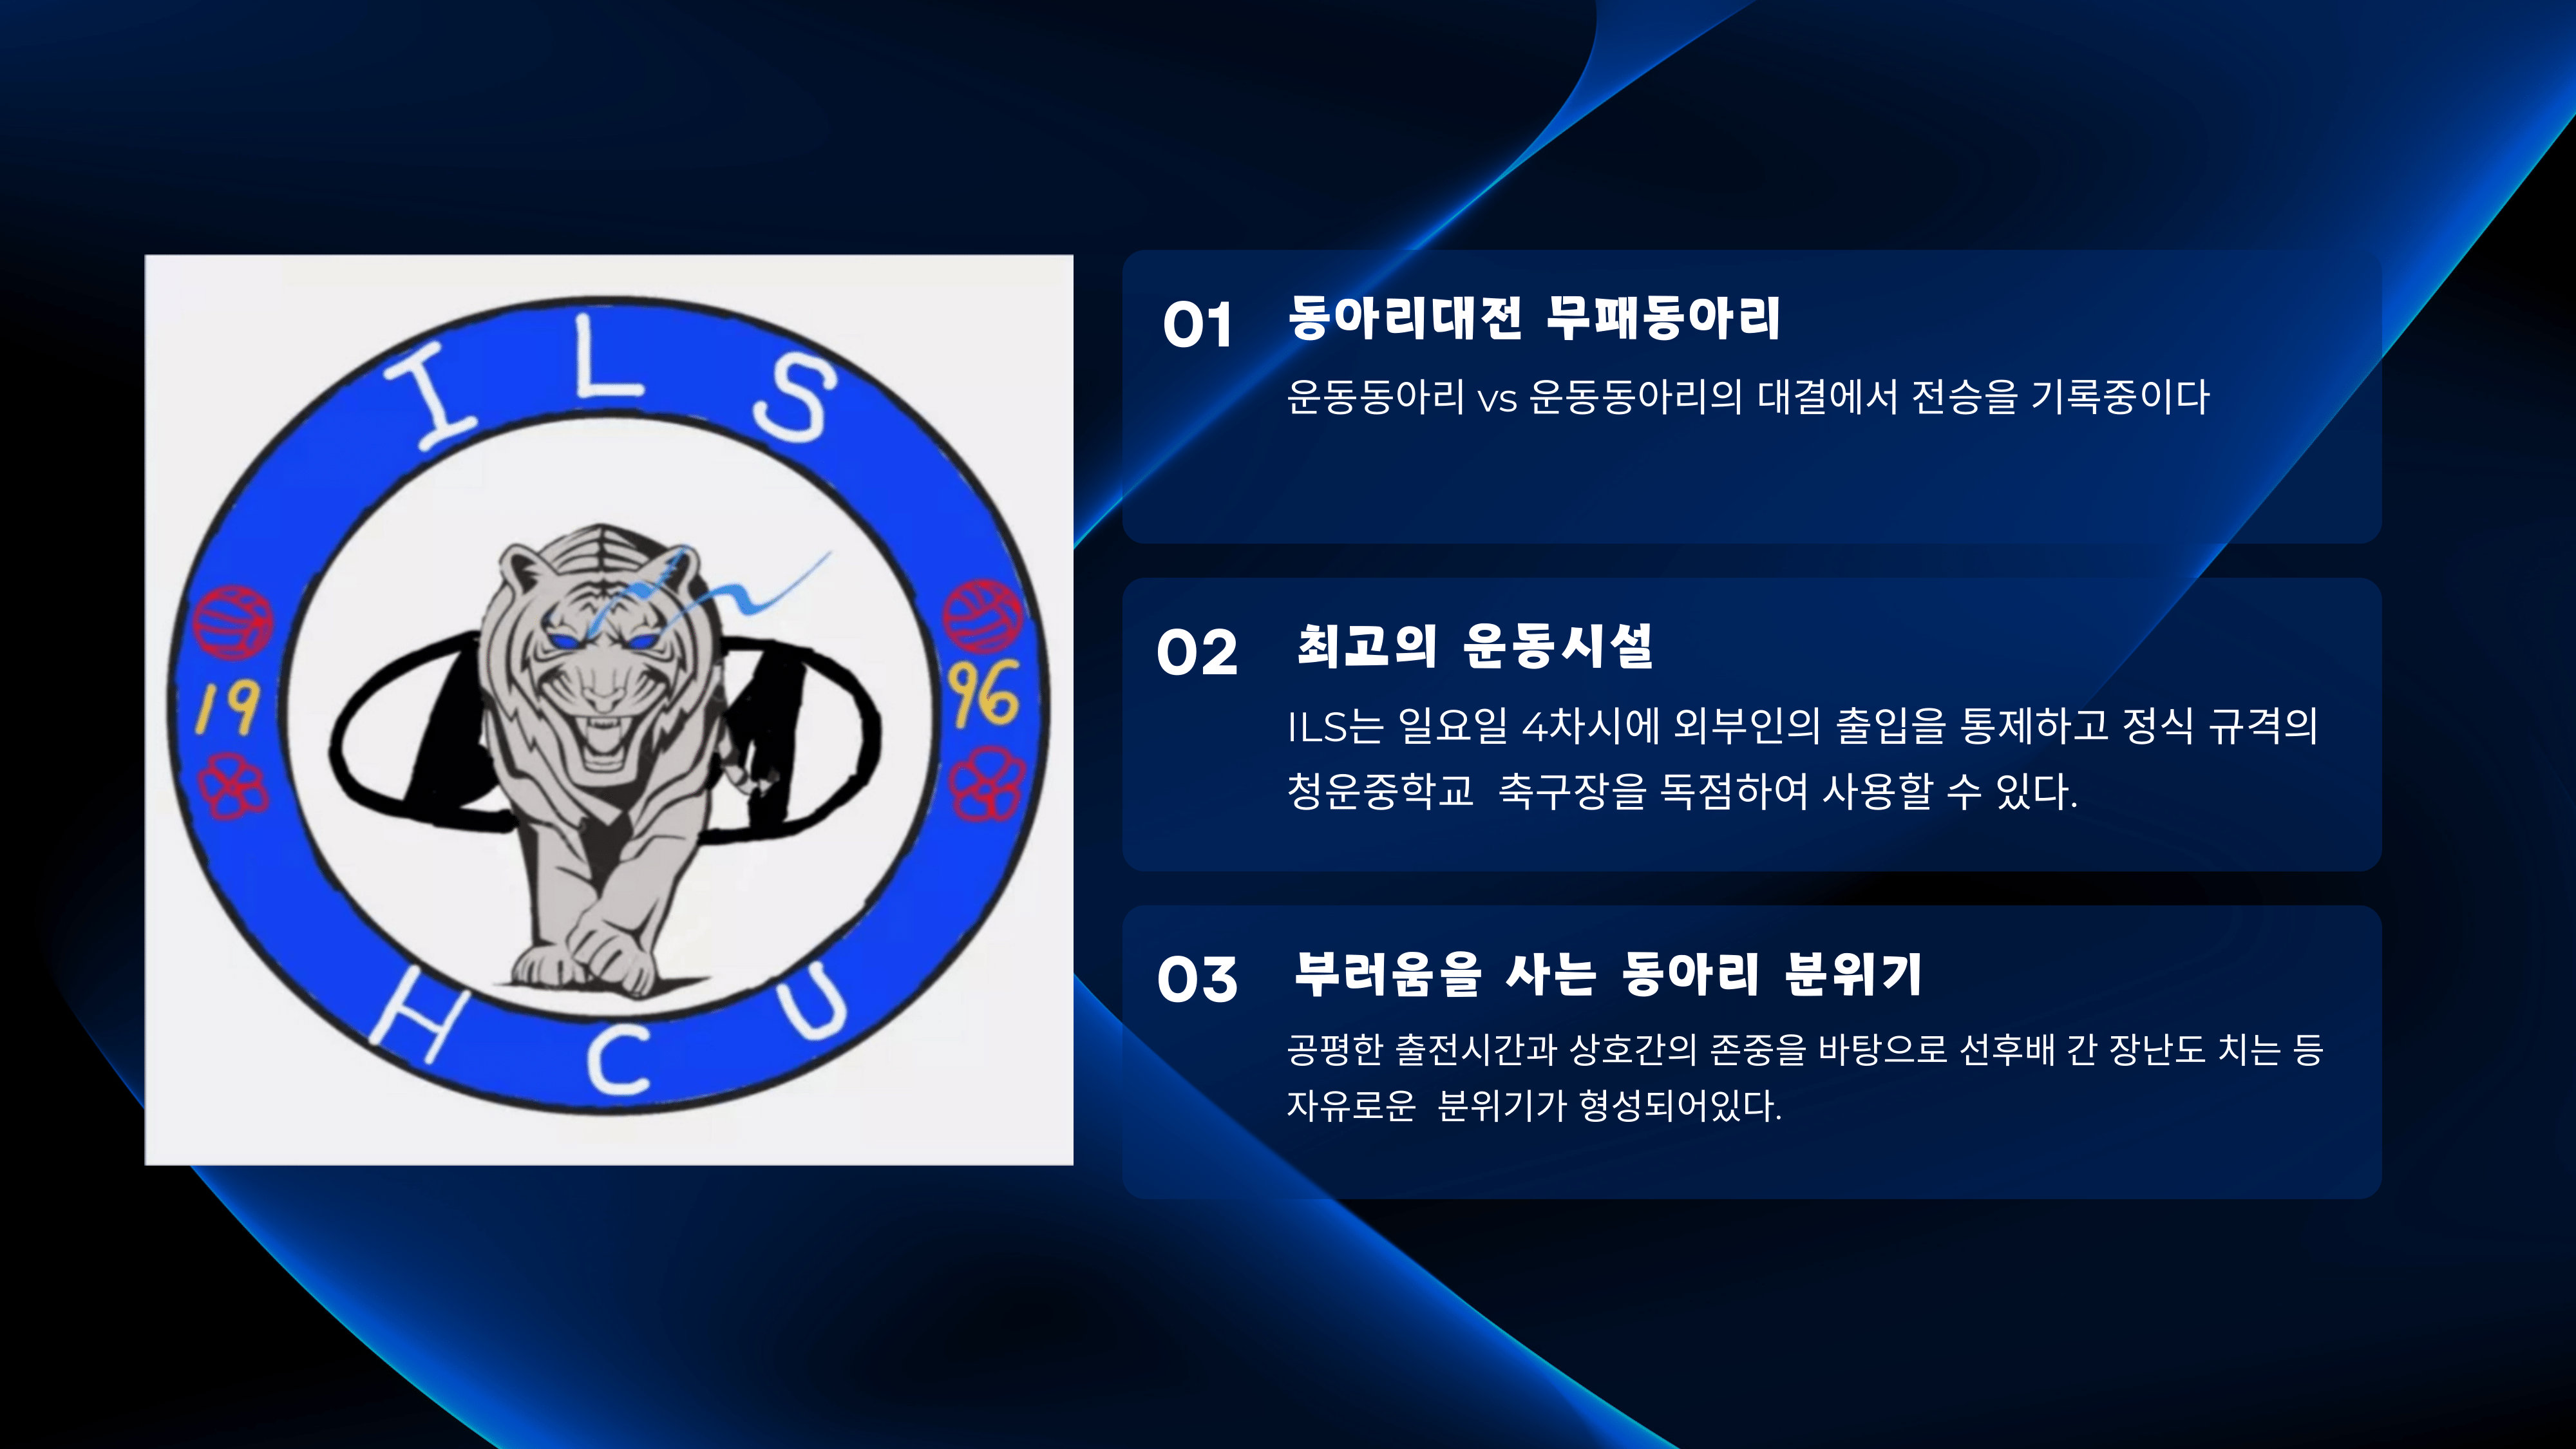 I L S
19
96
H C U
01
동아리대전 무패동아리
운동동아리 vs 운동동아리의 대결에서 전승을 기록중이다
02
최고의 운동시설
ILS는 일요일 4차시에 외부인의 출입을 통제하고 정식 규격의
청운중학교 축구장을 독점하여 사용할 수 있다.
03
부러움을 사는 동아리 분위기
공평한 출전시간과 상호간의 존중을 바탕으로 선후배 간 장난도 치는 등
자유로운 분위기가 형성되어있다.